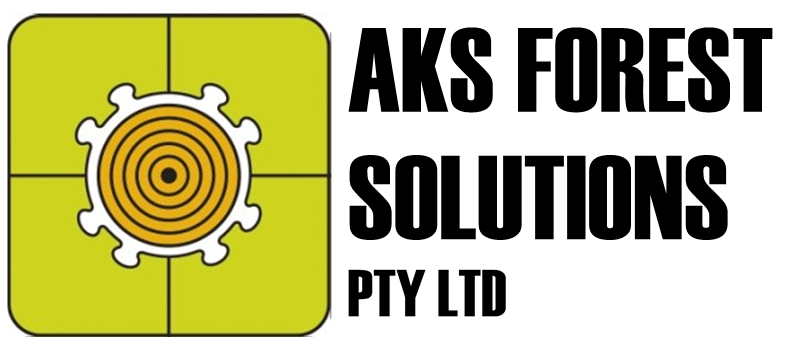 AKS FOREST
SOLUTIONS
PTY LTD